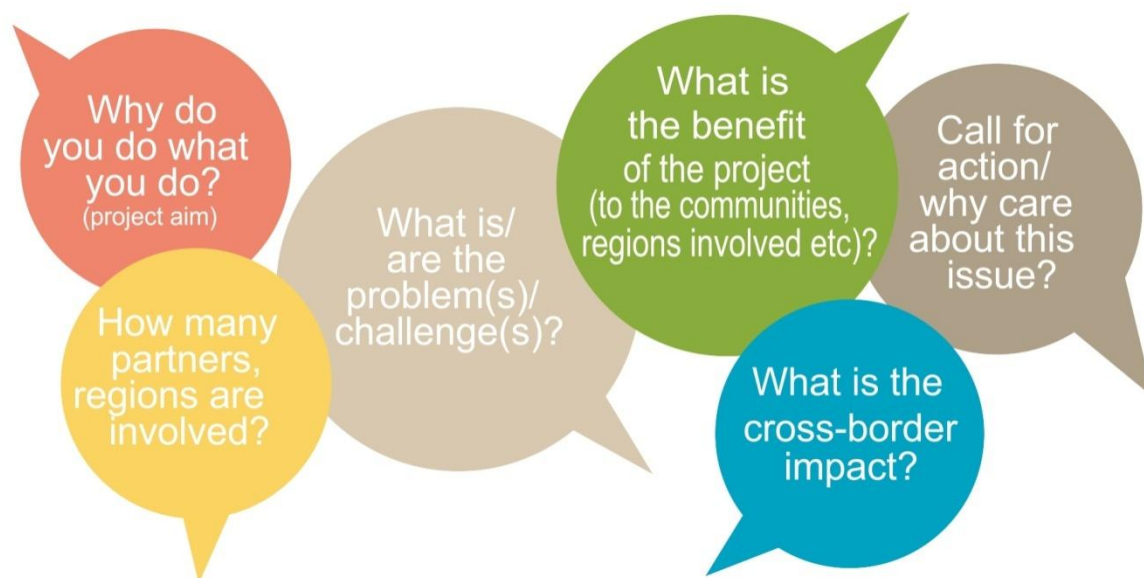 Why do
you do what
you do?
(project aim)
How many
partners,
regions are
involved?
What is/
are the
problem(s)/
challenge(s)?
What is
the benefit
of the project
(to the communities,
regions involved etc)?
What is the
cross-border
impact?
Call for
action/
why care
about this
issue?